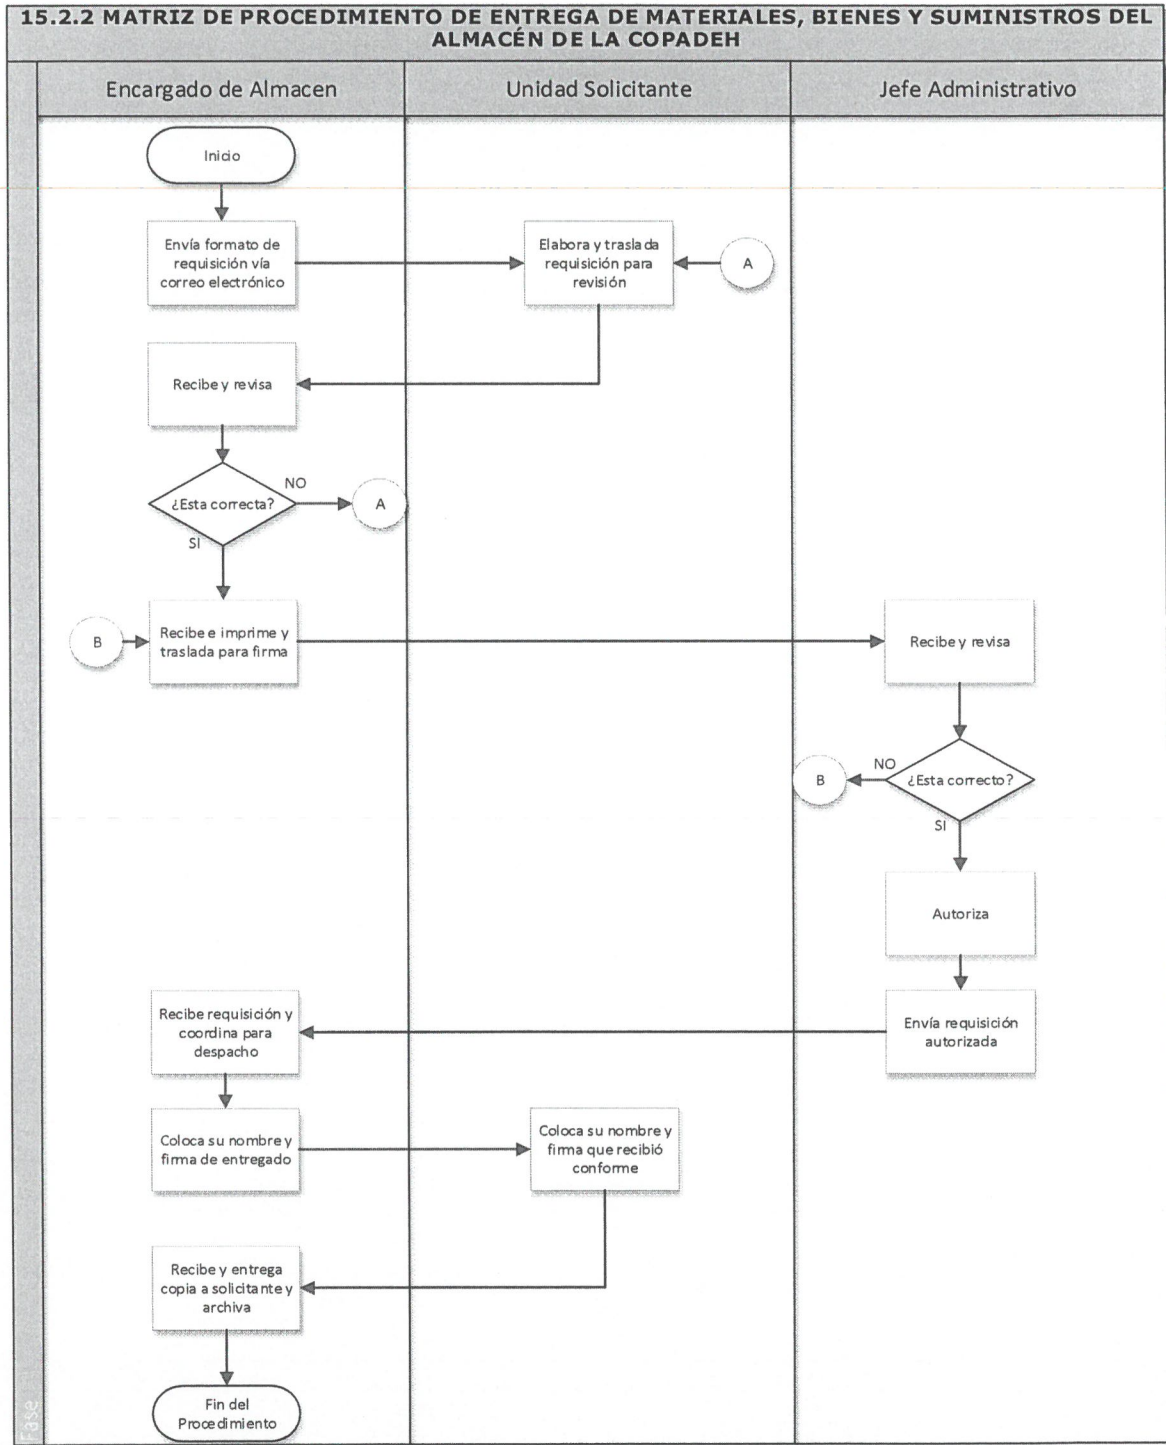 15.2.2 MATRIZ DE PROCEDIMIENTO DE ENTREGA DE MATERIALES, BIENES Y SUMINISTROS DEL
ALMACÉN DE LA COPADEH
Encargado de Almacen
Unidad Solicitante
Jefe Administrativo
Inicio
Envía formato de
requisición vía
correo electrónico
Elabora y traslada
requisición para
revisión
A
Recibe y revisa
¿Esta correcta?
NO
A
SI
B
Recibe e imprime y
traslada para firma
Recibe y revisa
B
NO
¿Esta correcto?
SI
Autoriza
Recibe requisición y
coordina para
despacho
Envía requisición
autorizada
Coloca su nombre y
firma de entregado
Coloca su nombre y
firma que recibió
conforme
Recibe y entrega
copia a solicitante y
archiva
Fin del
Procedimiento
Fase